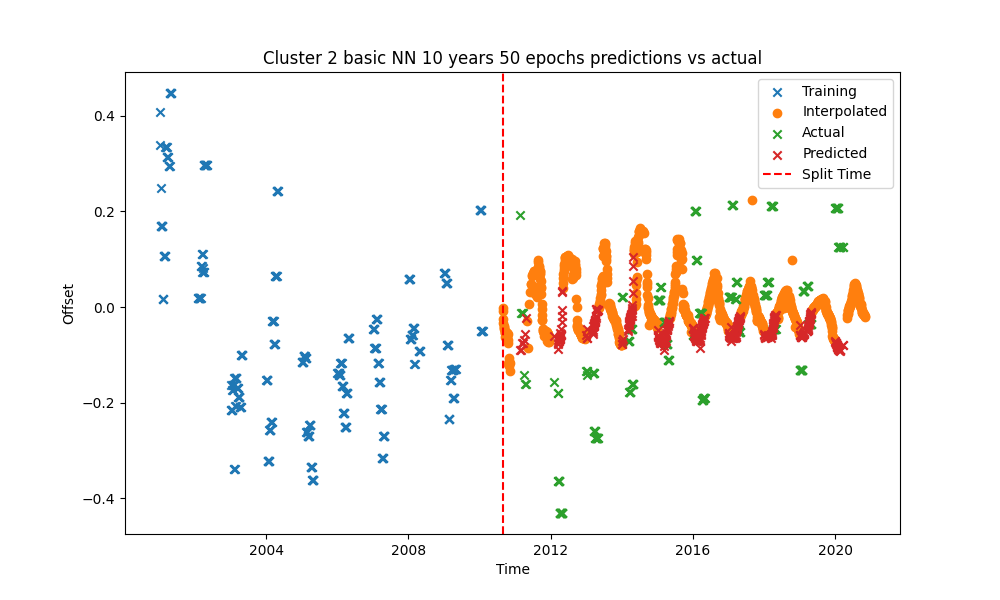 Cluster 2 basic NN 10 years 50 epochs predictions vs actual
Training
Interpolated
Actual
Predicted
Split Time
0.4
0.2
0.0
−0.2
−0.4
Offset
2004
2008
2012
2016
2020
Time